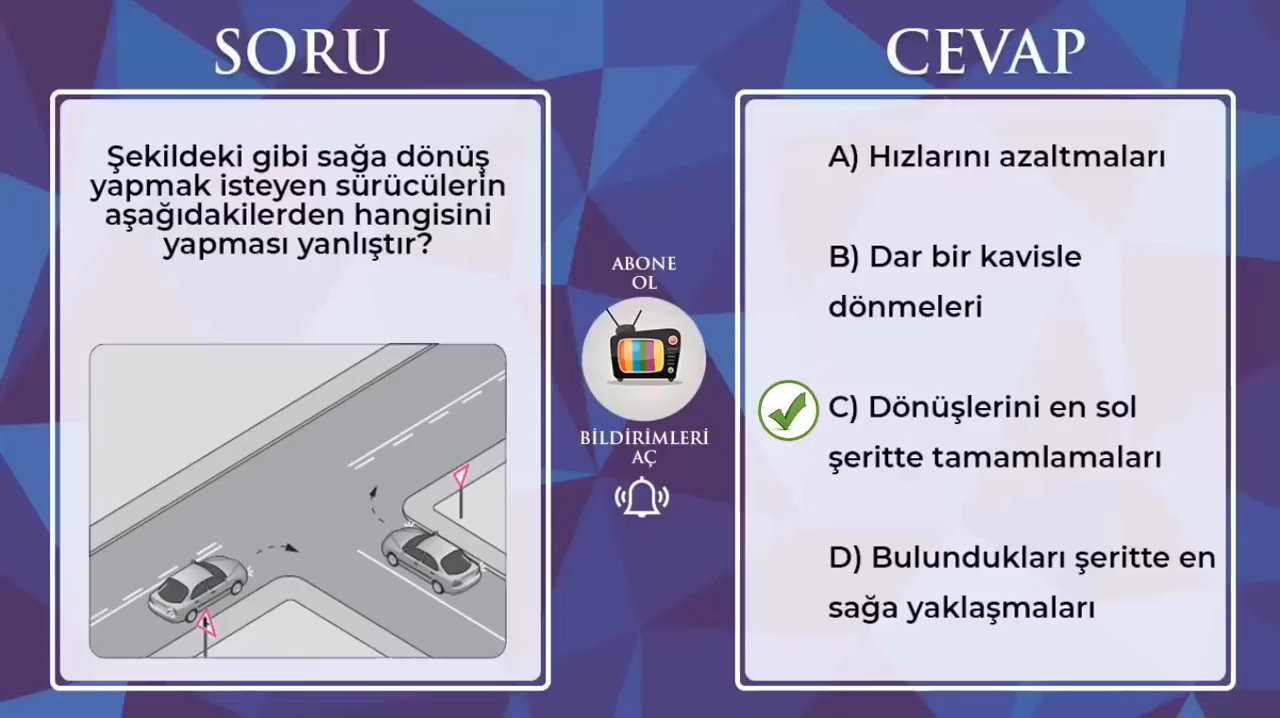 SORU
Şekildeki gibi sağa dönüş
yapmak isteyen sürücülerin
aşağıdakilerden hangisini
yapması yanlıştır?
ABONE
OL
BİLDİRİMLERİ
AÇ
CEVAP
A) Hızlarını azaltmaları
B) Dar bir kavisle
dönmeleri
C) Dönüşlerini en sol
şeritte tamamlamaları
D) Bulundukları şeritte en
sağa yaklaşmaları